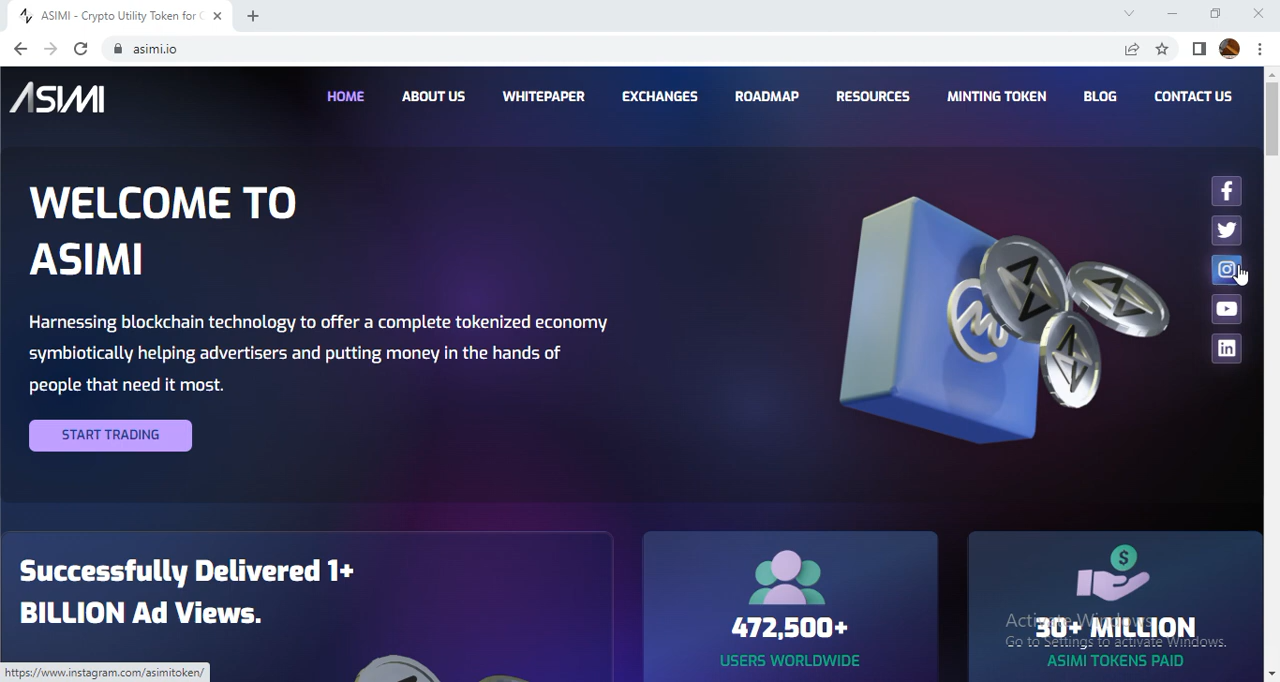 ASIMI - Crypto Utility Token for
asimi.io
ASIMI
HOME
ABOUT US
WHITEPAPER
EXCHANGES
ROADMAP
RESOURCES
MINTING TOKEN
BLOG
CONTACT US
WELCOME TO
ASIMI
Harnessing blockchain technology to offer a complete tokenized economy
symbiotically helping advertisers and putting money in the hands of
people that need it most.
START TRADING
Successfully Delivered 1+
BILLION Ad Views.
472,500+
USERS WORLDWIDE
30+ MILLION
ASIMI TOKENS PAID
Activate Windows
Go to Settings to activate Windows.
https://www.instagram.com/asimitoken/